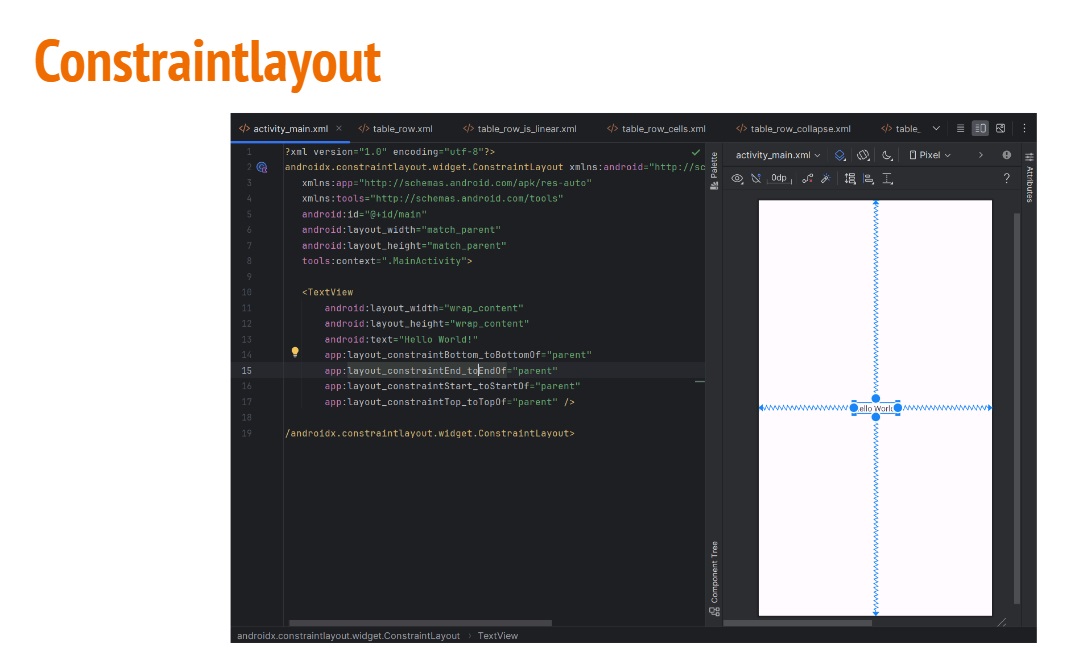 Constraintlayout
activity_main.xml
table_row.xml
table_row_is_linear.xml
table_row_cells.xml
table_row_collapse.xml
table_
1 ?xml version="1.0" encoding="utf-8"?>
2 androidx.constraintlayout.widget.ConstraintLayout xmlns:android="http://sc
3 xmlns:app="http://schemas.android.com/apk/res-auto"
4 xmlns:tools="http://schemas.android.com/tools"
5 android:id="@+id/main"
6 android:layout_width="match_parent"
7 android:layout_height="match_parent"
8 tools:context=".MainActivity">
9
10 <TextView
11 android:layout_width="wrap_content"
12 android:layout_height="wrap_content"
13 android:text="Hello World!"
14 app:layout_constraintBottom_toBottomOf="parent"
15 app:layout_constraintEnd_toEndOf="parent"
16 app:layout_constraintStart_toStartOf="parent"
17 app:layout_constraintTop_toTopOf="parent" />
18
19 /androidx.constraintlayout.widget.ConstraintLayout>
Palette
activity_main.xml
Pixel
0dp
?
Attributes
ello World
Component Tree
androidx.constraintlayout.widget.ConstraintLayout › TextView